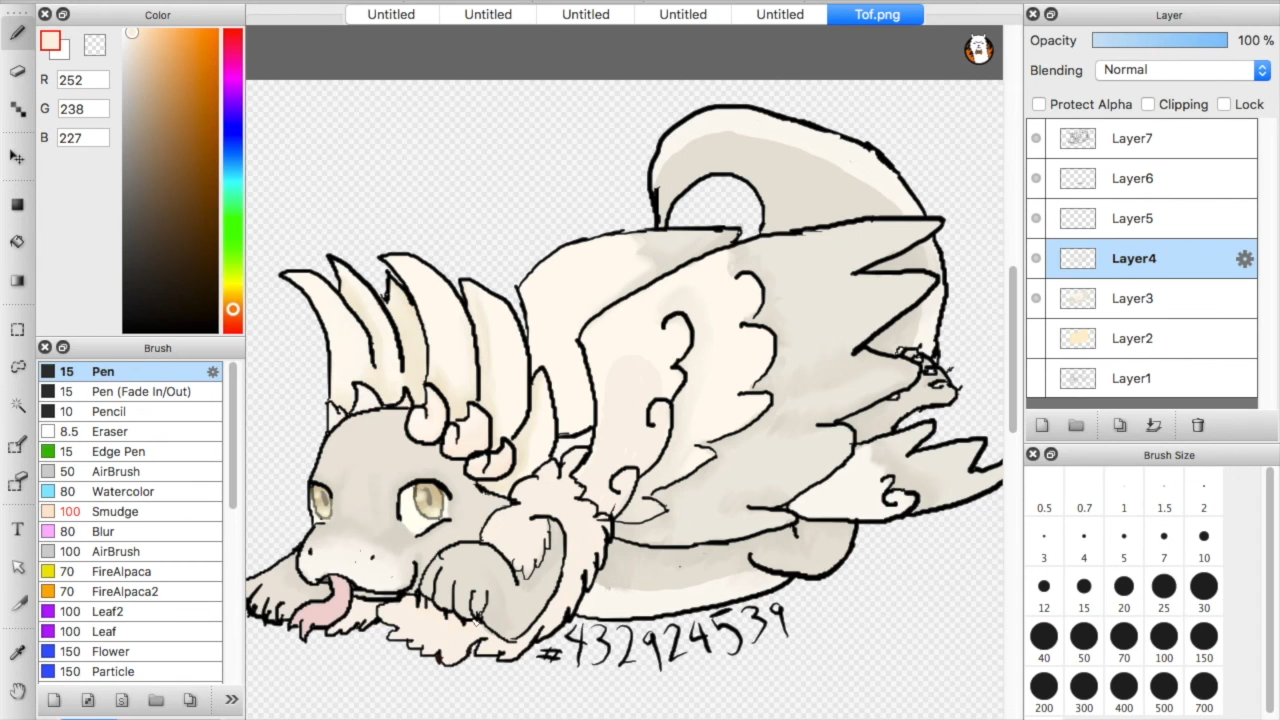 Untitled Untitled Untitled Untitled Untitled Tof.png
Color
R 252
G 238
B 227
Brush
15 Pen
15 Pen (Fade In/Out)
10 Pencil
8.5 Eraser
15 Edge Pen
50 AirBrush
80 Watercolor
100 Smudge
80 Blur
100 AirBrush
70 FireAlpaca
70 FireAlpaca2
100 Leaf2
100 Leaf
150 Flower
150 Particle
#432924539
Layer
Opacity 100 %
Blending Normal
Protect Alpha Clipping Lock
Layer7
Layer6
Layer5
Layer4
Layer3
Layer2
Layer1
Brush Size
0.5 0.7 1 1.5 2
3 4 5 7 10
12 15 20 25 30
40 50 70 100 150
200 300 400 500 700